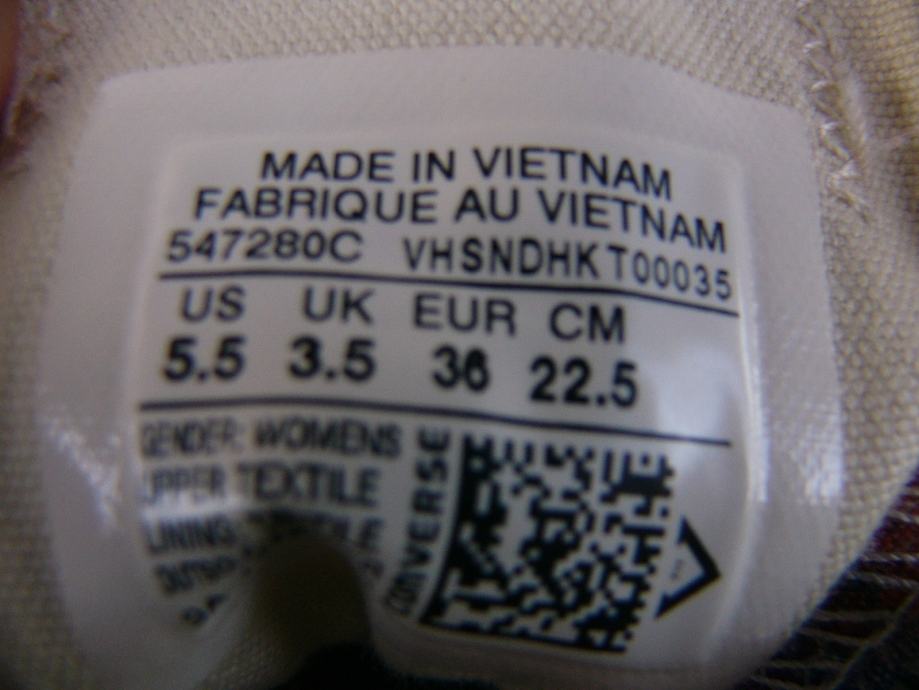 MADE IN VIETNAM
FABRIQUE AU VIETNAM
547280C VHSNDHKT00035
US UK EUR CM
5.5 3.5 36 22.5
GENDER: WOMENS
UPPER TEXTILE
LINING:
CONVERSE